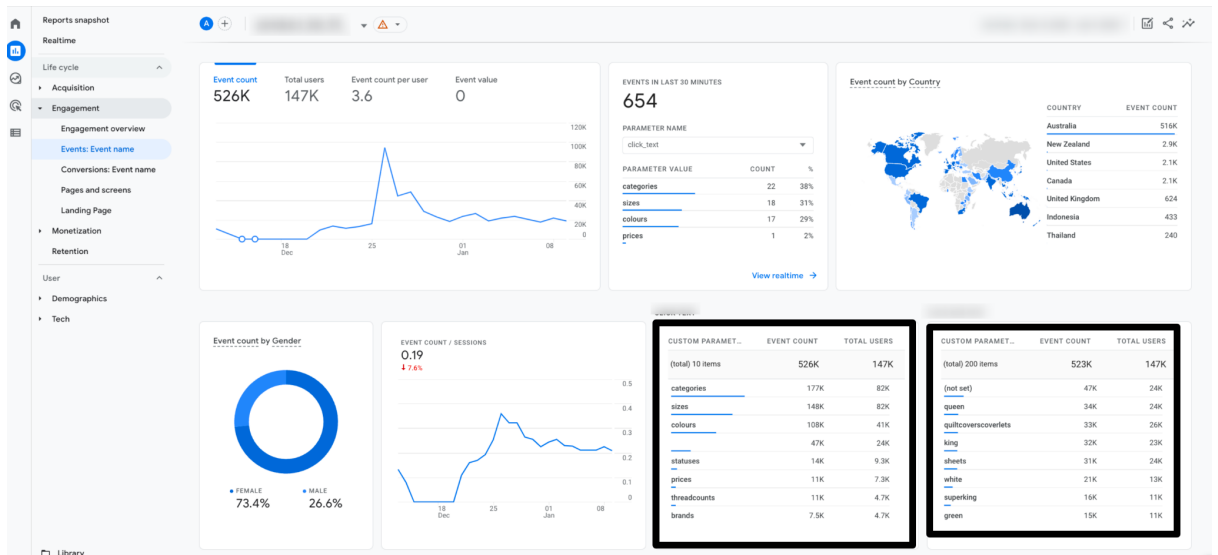 Reports snapshot
Realtime
Life cycle
Acquisition
Engagement
Engagement overview
Events: Event name
Conversions: Event name
Pages and screens
Landing Page
Monetization
Retention
User
Demographics
Tech
Library
A
Event count Total users Event count per user Event value
526K 147K 3.6 0
120K
100K
80K
60K
40K
20K
0
18 25 01 08
Dec Jan
EVENTS IN LAST 30 MINUTES
654
PARAMETER NAME
click_text
PARAMETER VALUE COUNT %
categories 22 38%
sizes 18 31%
colours 17 29%
prices 1 2%
View realtime
Event count by Country
COUNTRY EVENT COUNT
Australia 516K
New Zealand 2.9K
United States 2.1K
Canada 2.1K
United Kingdom 624
Indonesia 433
Thailand 240
Event count by Gender
FEMALE MALE
73.4% 26.6%
EVENT COUNT / SESSIONS
0.19
7.6%
0.5
0.4
0.3
0.2
0.1
0
18 25 01 08
Dec Jan
CUSTOM PARAMET... EVENT COUNT TOTAL USERS
(total) 10 items 526K 147K
categories 177K 82K
sizes 148K 82K
colours 108K 41K
47K 24K
statuses 14K 9.3K
prices 11K 7.3K
threadcounts 11K 4.7K
brands 7.5K 4.7K
CUSTOM PARAMET... EVENT COUNT TOTAL USERS
(total) 200 items 523K 147K
(not set) 47K 24K
queen 34K 24K
quiltcoverscoverlets 33K 26K
king 32K 23K
sheets 31K 24K
white 21K 13K
superking 16K 11K
green 15K 11K